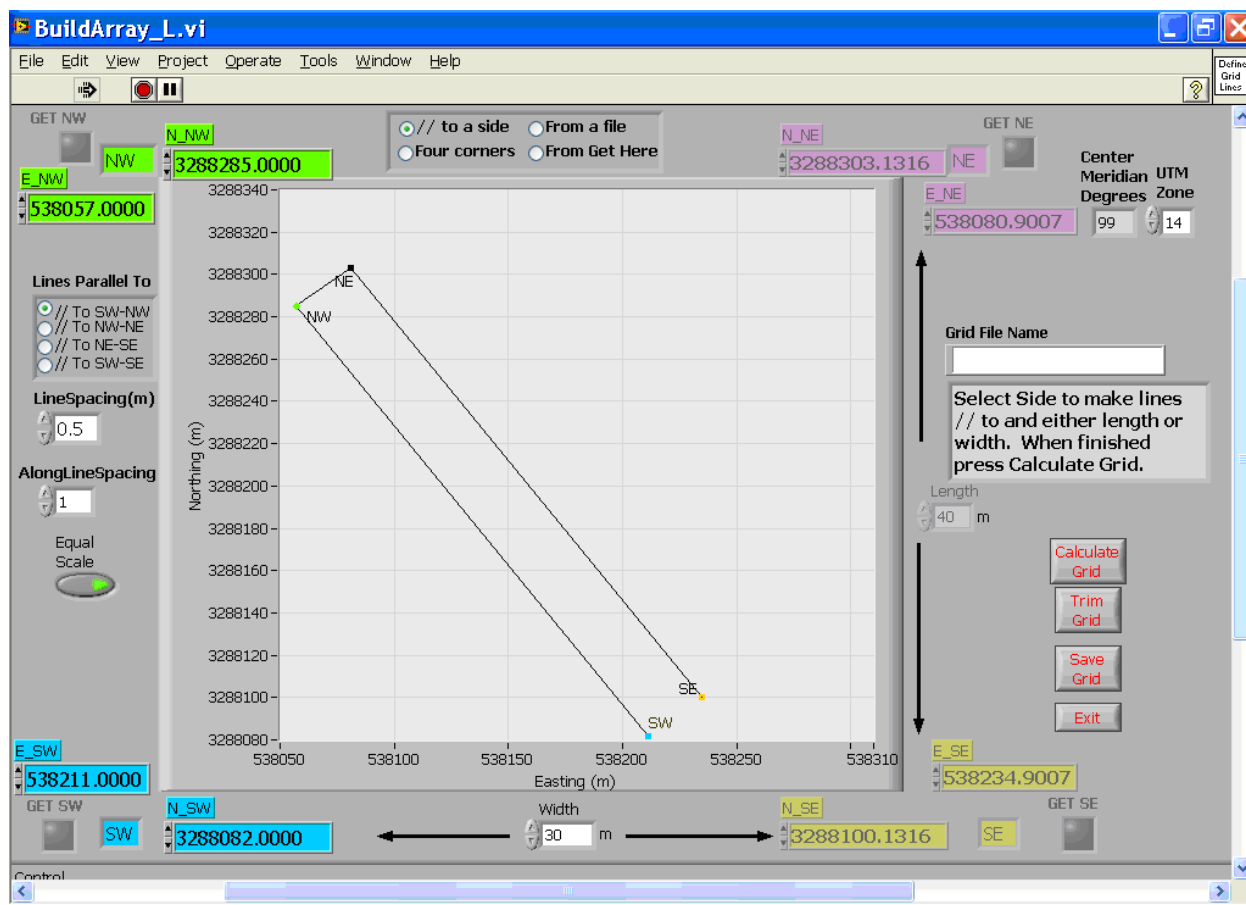 BuildArray_L.vi
File Edit View Project Operate Tools Window Help
Define
Grid
Lines
GET NW
NW
N_NW
3288285.0000
E_NW
538057.0000
// to a side
From a file
Four corners
From Get Here
N_NE
3288303.1316
NE
GET NE
E_NE
538080.9007
Center
Meridian
Degrees
99
UTM
Zone
14
Lines Parallel To
// To SW-NW
// To NW-NE
// To NE-SE
// To SW-SE
LineSpacing(m)
0.5
AlongLineSpacing
1
Equal
Scale
Northing (m)
3288340
3288320
3288300
3288280
3288260
3288240
3288220
3288200
3288180
3288160
3288140
3288120
3288100
3288080
NE
NW
SE
SW
538050 538100 538150 538200 538250 538310
Easting (m)
Grid File Name
Select Side to make lines
// to and either length or
width. When finished
press Calculate Grid.
Length
40 m
Calculate
Grid
Trim
Grid
Save
Grid
Exit
E_SW
538211.0000
GET SW
SW
N_SW
3288082.0000
Width
30 m
E_SE
538234.9007
N_SE
3288100.1316
SE
GET SE
Control